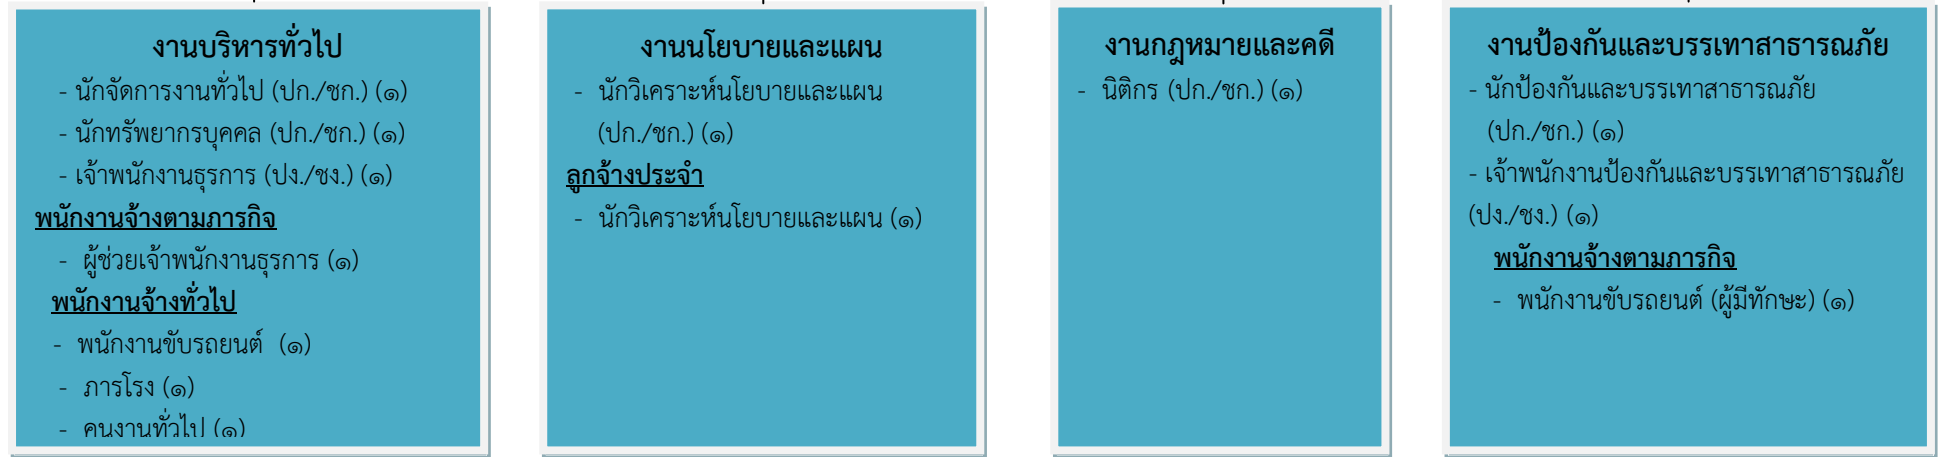 งานบริหารทั่วไป
- นักจัดการงานทั่วไป (ปก./ชก.) (๑)
- นักทรัพยากรบุคคล (ปก./ชก.) (๑)
- เจ้าพนักงานธุรการ (ปง./ชง.) (๑)
พนักงานจ้างตามภารกิจ
- ผู้ช่วยเจ้าพนักงานธุรการ (๑)
พนักงานจ้างทั่วไป
- พนักงานขับรถยนต์ (๑)
- ภารโรง (๑)
- คนงานทั่วไป (๑)
งานนโยบายและแผน
- นักวิเคราะห์นโยบายและแผน
(ปก./ชก.) (๑)
ลูกจ้างประจำ
- นักวิเคราะห์นโยบายและแผน (๑)
งานกฎหมายและคดี
- นิติกร (ปก./ชก.) (๑)
งานป้องกันและบรรเทาสาธารณภัย
- นักป้องกันและบรรเทาสาธารณภัย
(ปก./ชก.) (๑)
- เจ้าพนักงานป้องกันและบรรเทาสาธารณภัย
(ปง./ชง.) (๑)
พนักงานจ้างตามภารกิจ
- พนักงานขับรถยนต์ (ผู้มีทักษะ) (๑)